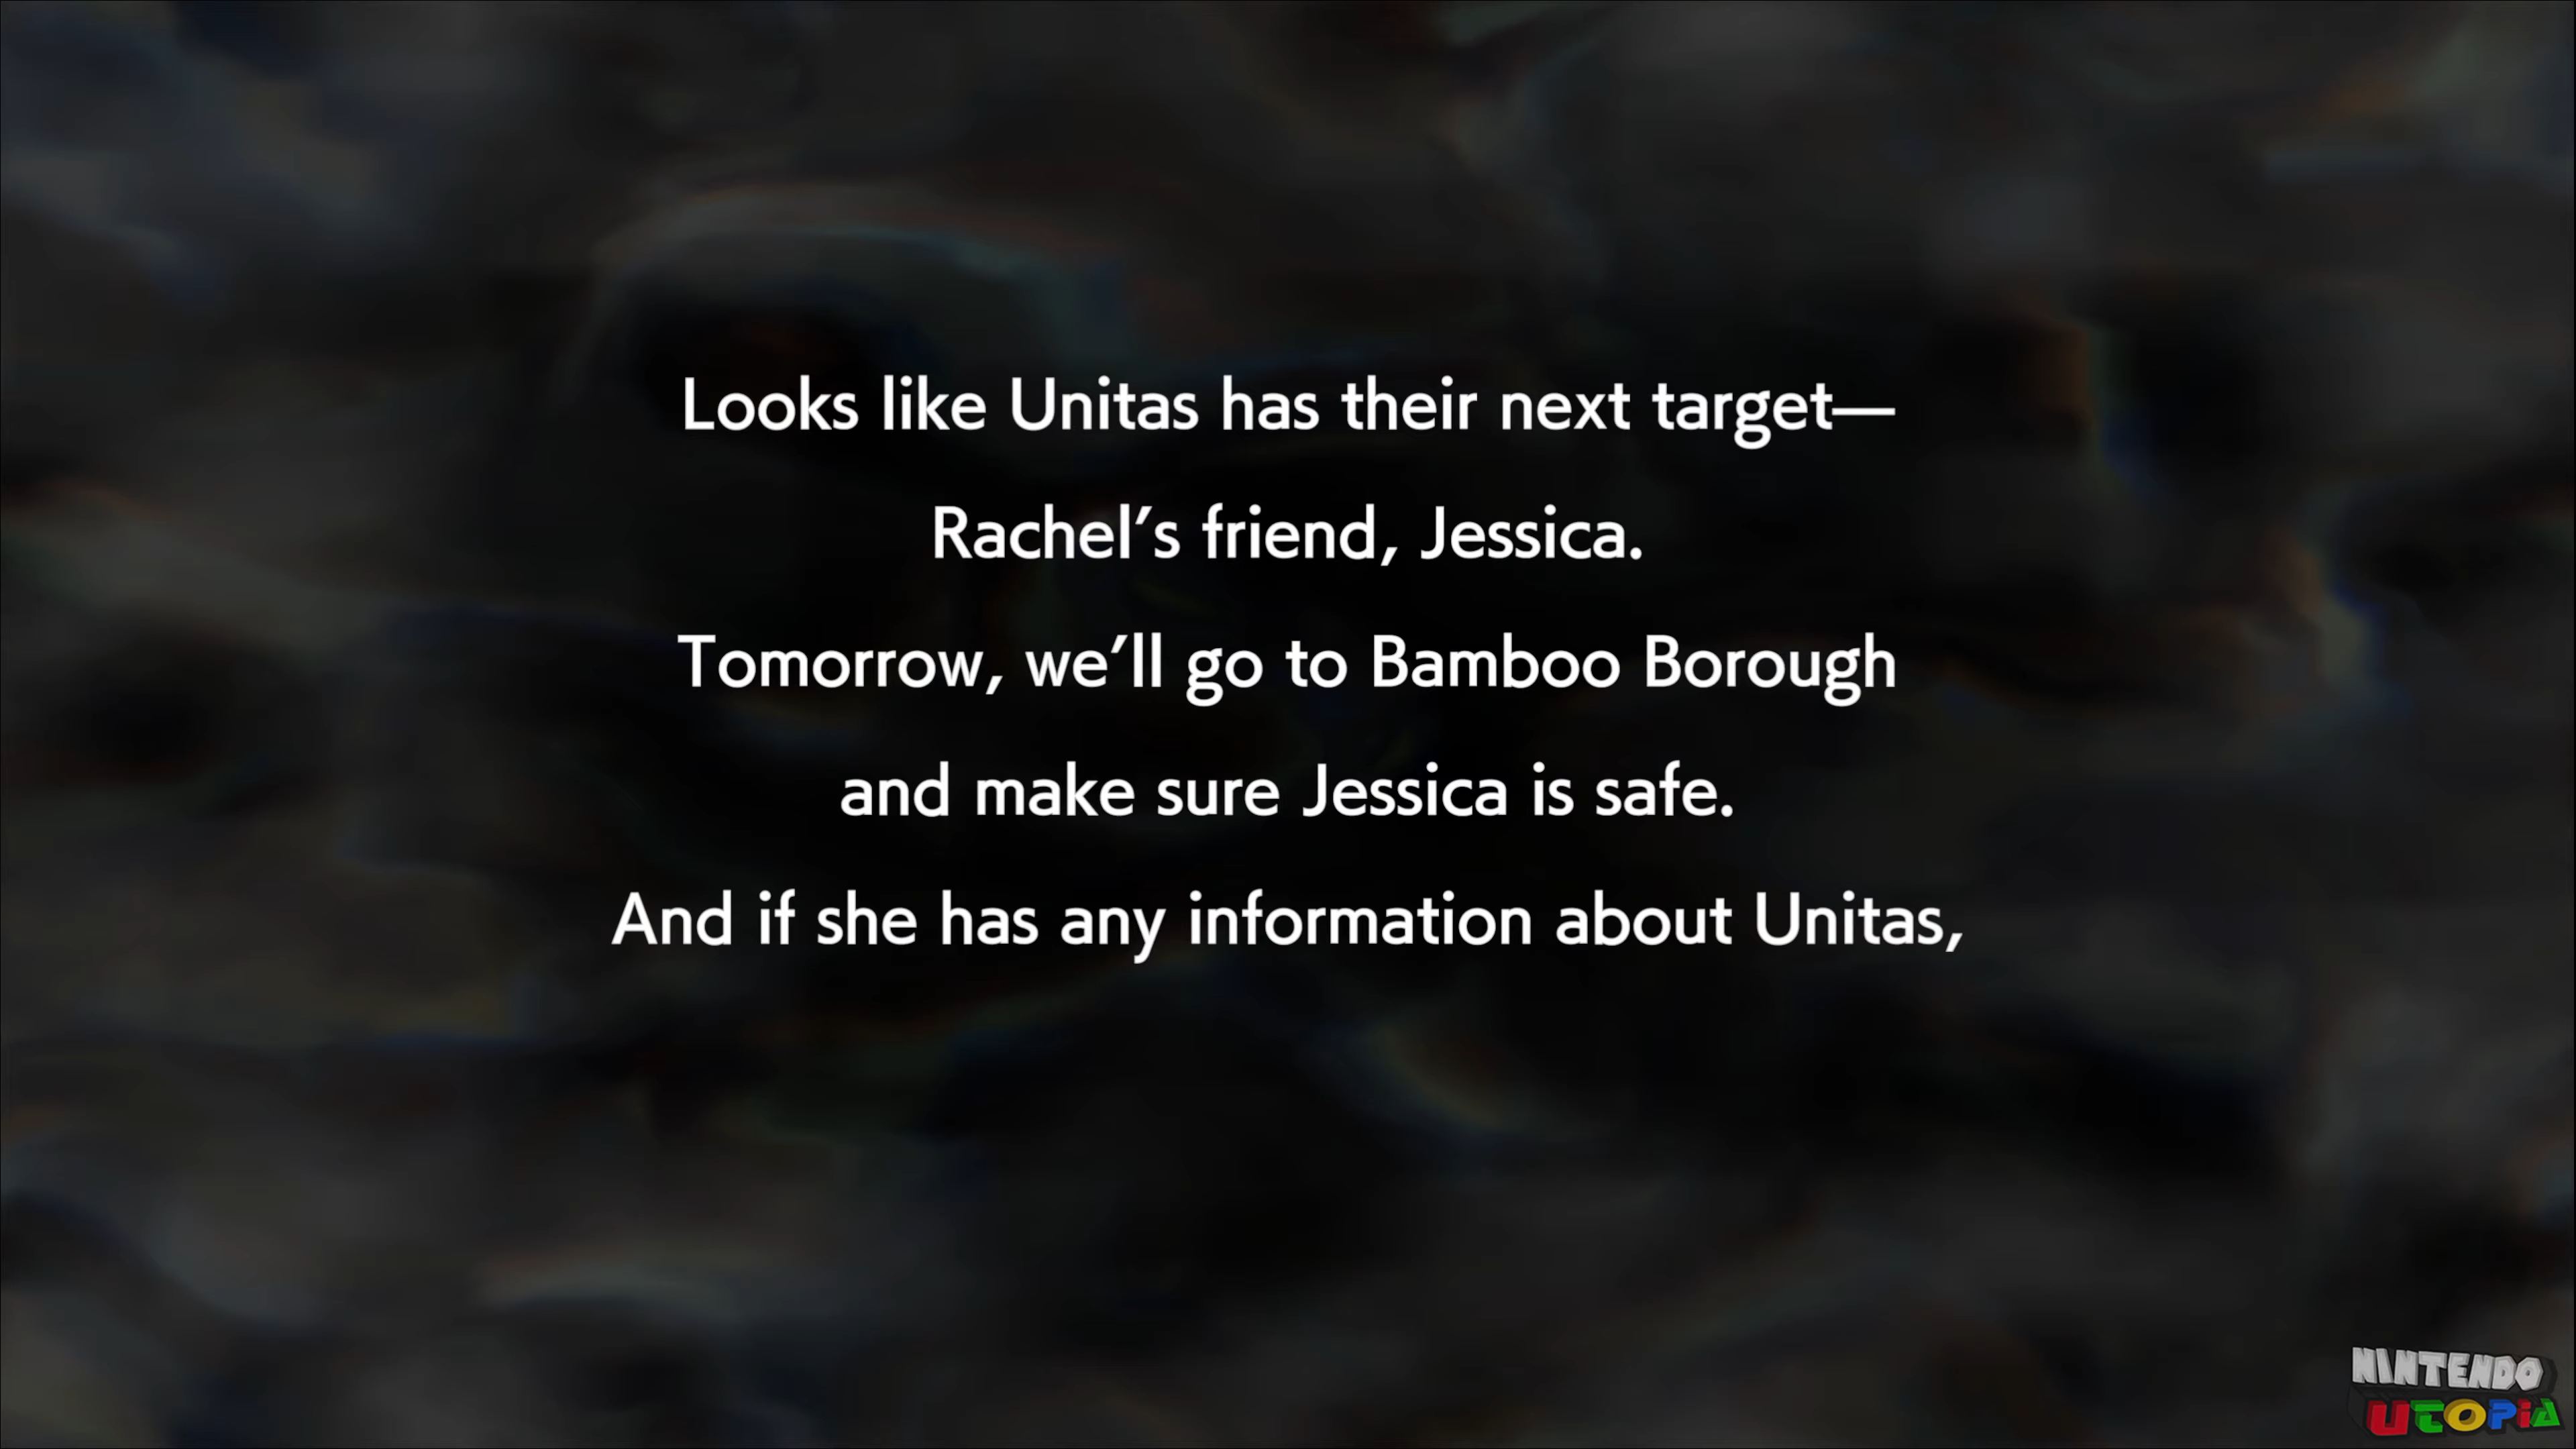 Looks like Unitas has their next target—
Rachel’s friend, Jessica.
Tomorrow, we’ll go to Bamboo Borough
and make sure Jessica is safe.
And if she has any information about Unitas,
NINTENDO
UTOPiA